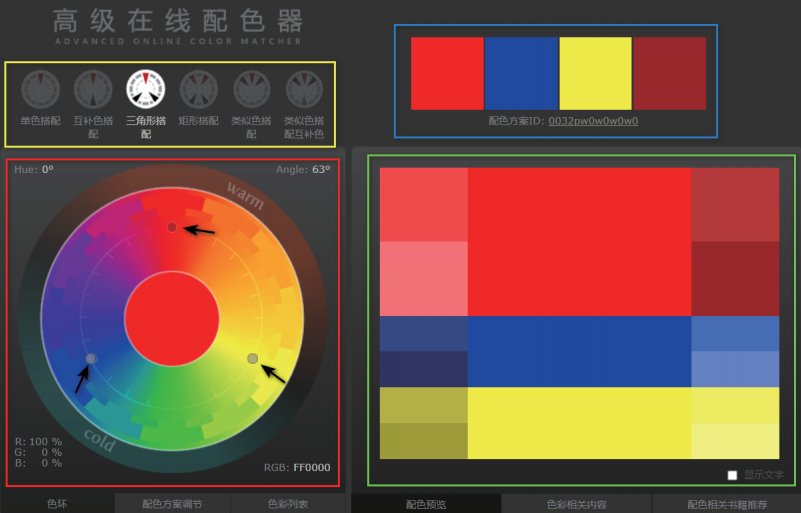 高级在线配色器
ADVANCED ONLINE COLOR MATCHER
单色搭配
互补色搭配
三角形搭配
矩形搭配
类似色搭配
类似色搭配互补色
配色方案ID: 0032pw0w0w0w0
Hue: 0°
Angle: 63°
warm
cold
R: 100 %
G: 0 %
B: 0 %
RGB: FF0000
显示文字
色环
配色方案调节
色彩列表
配色预览
色彩相关内容
配色相关书籍推荐